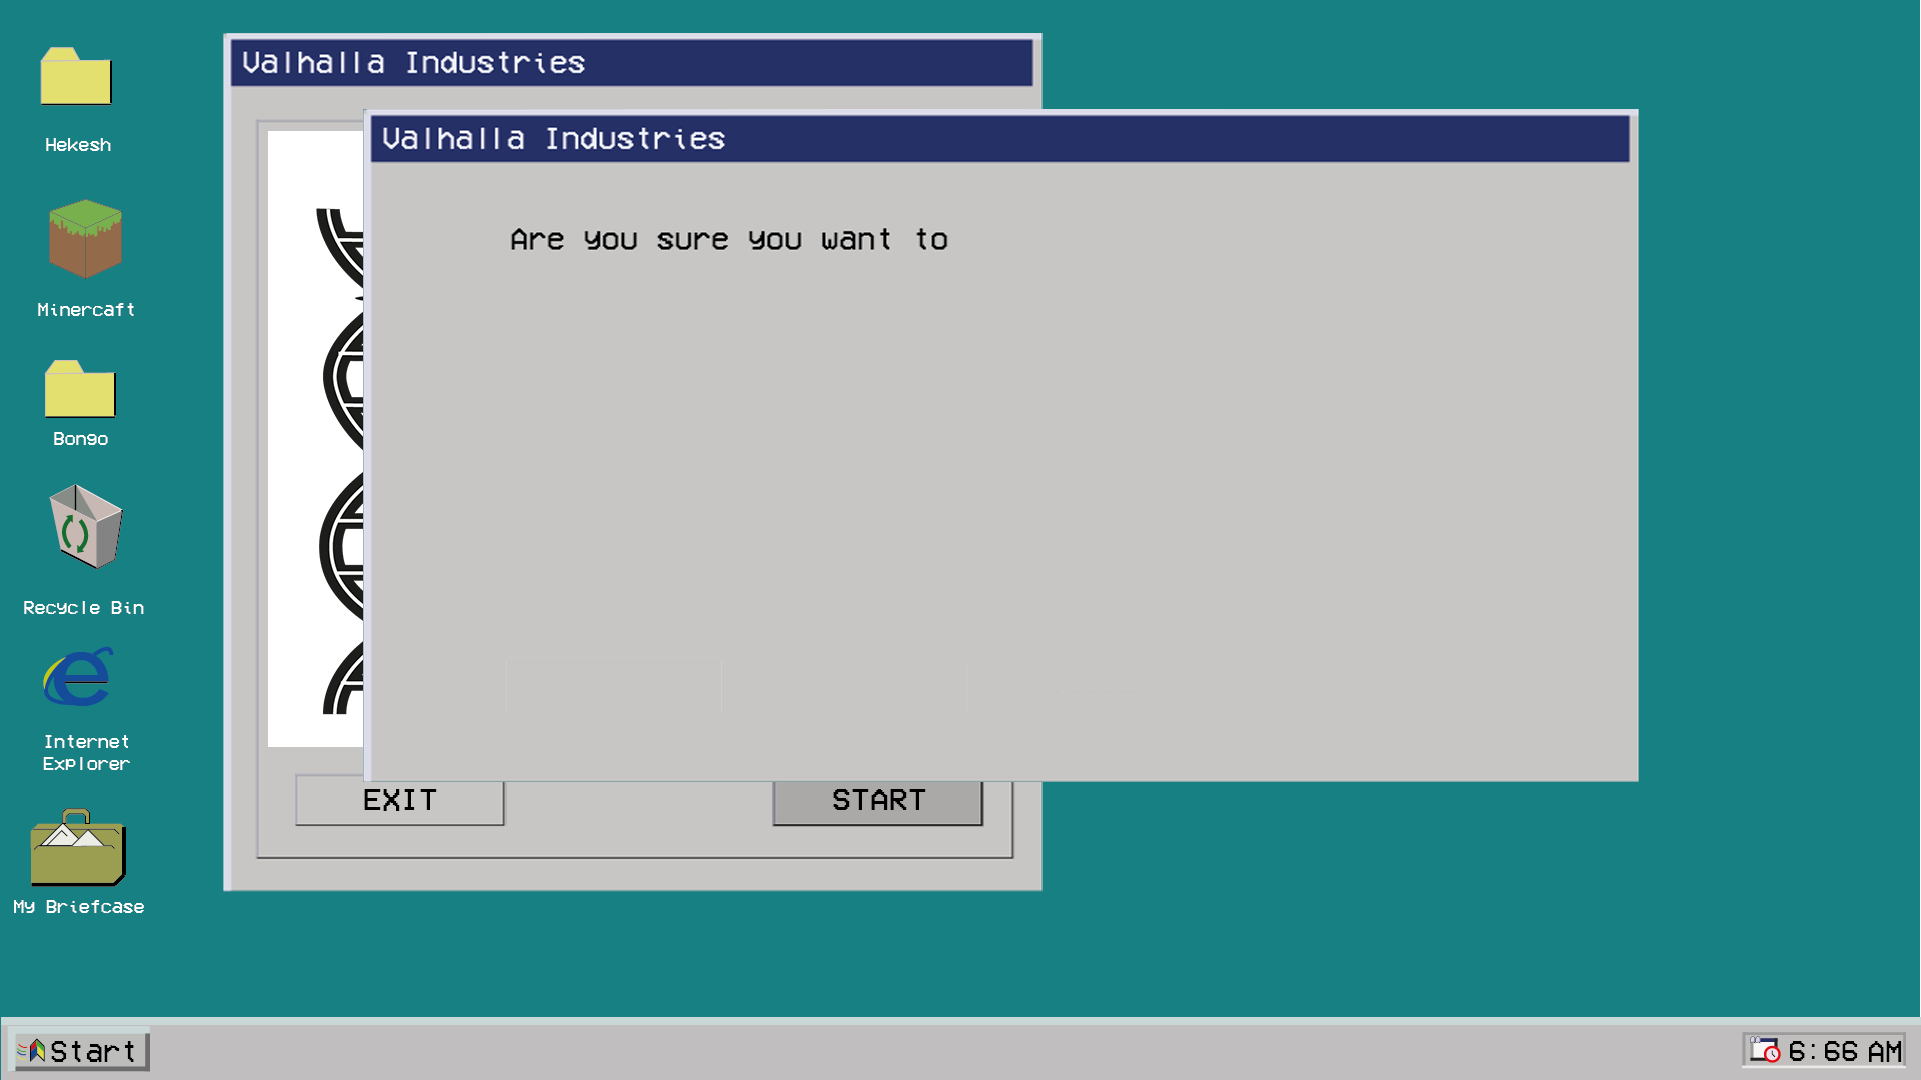 Hekesh
Minercaft
Bongo
Recycle Bin
Internet
Explorer
My Briefcase
Valhalla Industries
Valhalla Industries
Are you sure you want to
EXIT
START
Start
6:66 AM